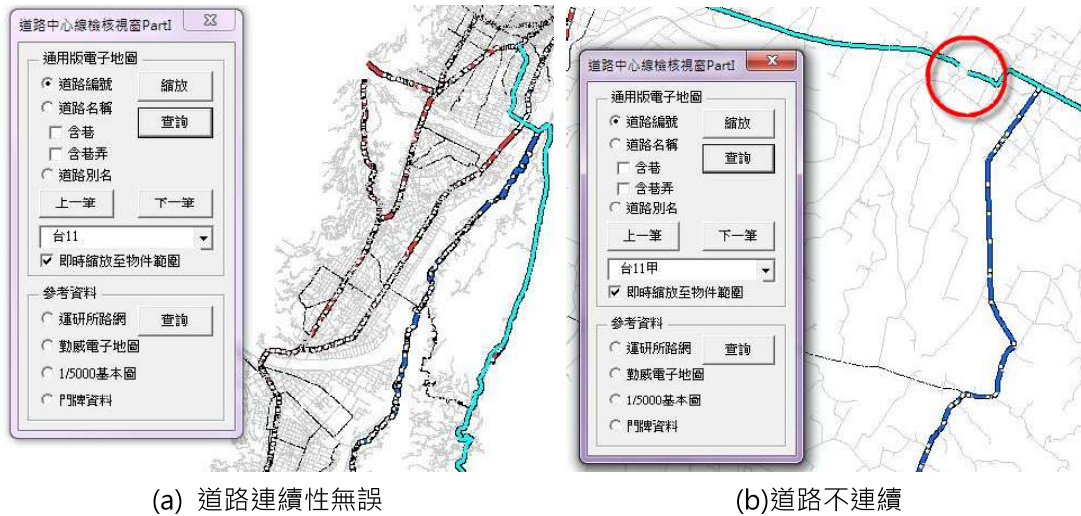 道路中心線檢核視窗PartI
通用版電子地圖
道路編號
縮放
道路名稱
查詢
含巷
含巷弄
道路別名
上一筆
下一筆
台11
即時縮放至物件範圍
參考資料
運研所路網
查詢
勤崴電子地圖
1/5000基本圖
門牌資料
(a) 道路連續性無誤
道路中心線檢核視窗PartI
通用版電子地圖
道路編號
縮放
道路名稱
查詢
含巷
含巷弄
道路別名
上一筆
下一筆
台11甲
即時縮放至物件範圍
參考資料
運研所路網
查詢
勤崴電子地圖
1/5000基本圖
門牌資料
(b)道路不連續